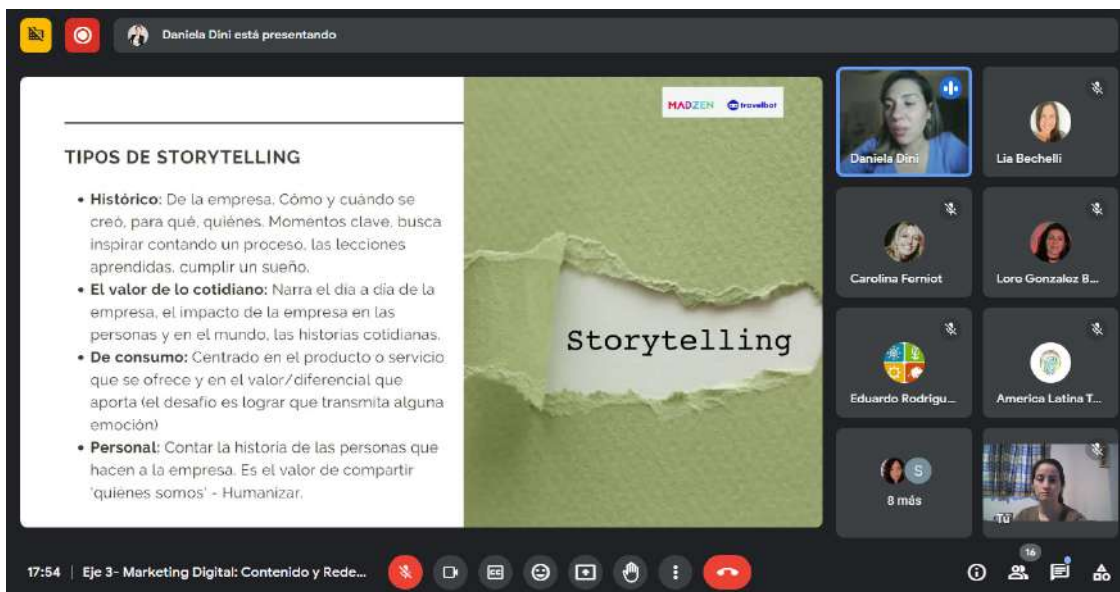 Daniela Dini está presentando
MADZEN travelbot
TIPOS DE STORYTELLING
• Histórico: De la empresa. Cómo y cuándo se
creó, para qué, quiénes. Momentos clave, busca
inspirar contando un proceso, las lecciones
aprendidas. cumplir un sueño.
• El valor de lo cotidiano: Narra el día a día de la
empresa, el impacto de la empresa en las
personas y en el mundo, las historias cotidianas.
• De consumo: Centrado en el producto o servicio
que se ofrece y en el valor/diferencial que
aporta (el desafío es lograr que transmita alguna
emoción)
• Personal: Contar la historia de las personas que
hacen a la empresa. Es el valor de compartir
'quienes somos' - Humanizar.
Storytelling
Daniela Dini
Lia Bechelli
Carolina Ferniot
Lore Gonzalez B...
Eduardo Rodrigu...
America Latina T...
S
8 más
Tú
17:54 | Eje 3- Marketing Digital: Contenido y Rede...
CC
16